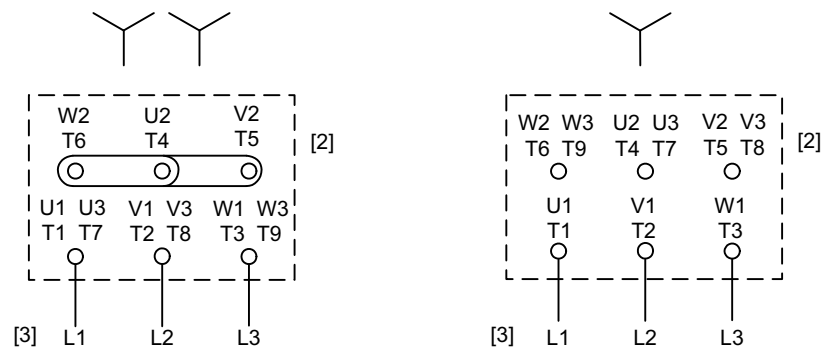 W2 U2 V2
T6 T4 T5
[2]
U1 U3 V1 V3 W1 W3
T1 T7 T2 T8 T3 T9
[3] L1 L2 L3
W2 W3 U2 U3 V2 V3
T6 T9 T4 T7 T5 T8
[2]
U1 V1 W1
T1 T2 T3
[3] L1 L2 L3